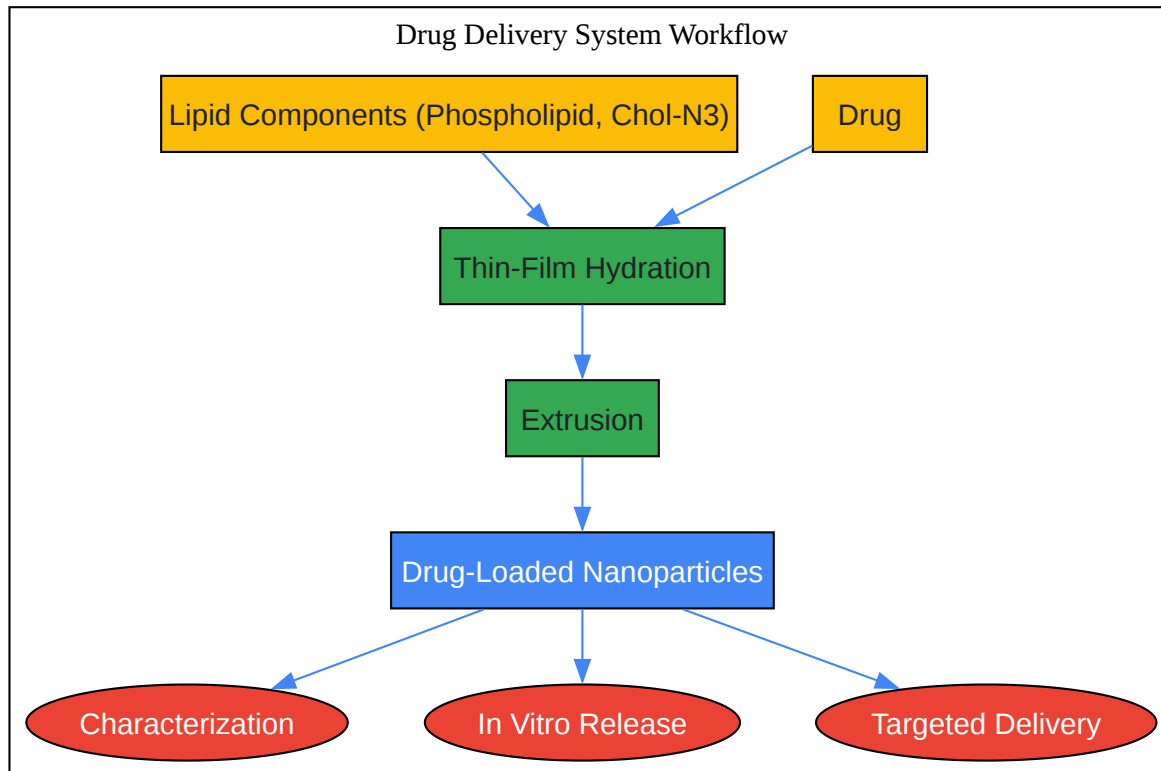 Drug Delivery System Workflow
Lipid Components (Phospholipid, Chol-N3)
Drug
Thin-Film Hydration
Extrusion
Drug-Loaded Nanoparticles
Characterization
In Vitro Release
Targeted Delivery